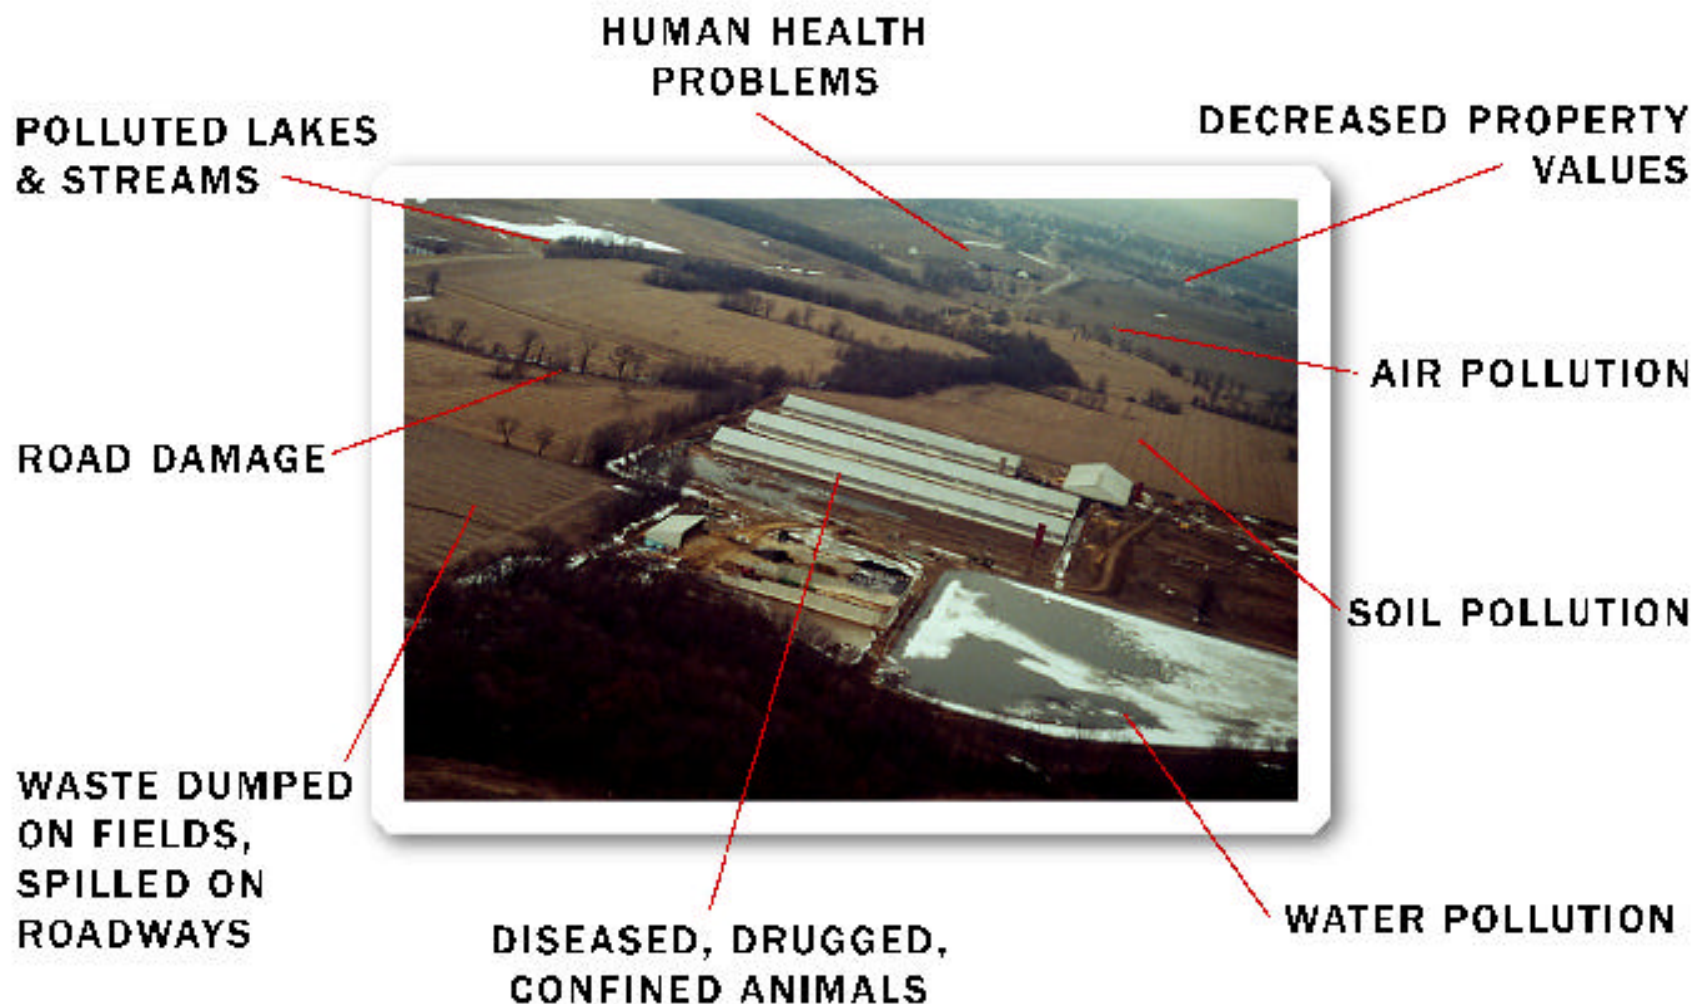 HUMAN HEALTH
PROBLEMS
POLLUTED LAKES
& STREAMS
DECREASED PROPERTY
VALUES
AIR POLLUTION
ROAD DAMAGE
SOIL POLLUTION
WASTE DUMPED
ON FIELDS,
SPILLED ON
ROADWAYS
DISEASED, DRUGGED,
CONFINED ANIMALS
WATER POLLUTION